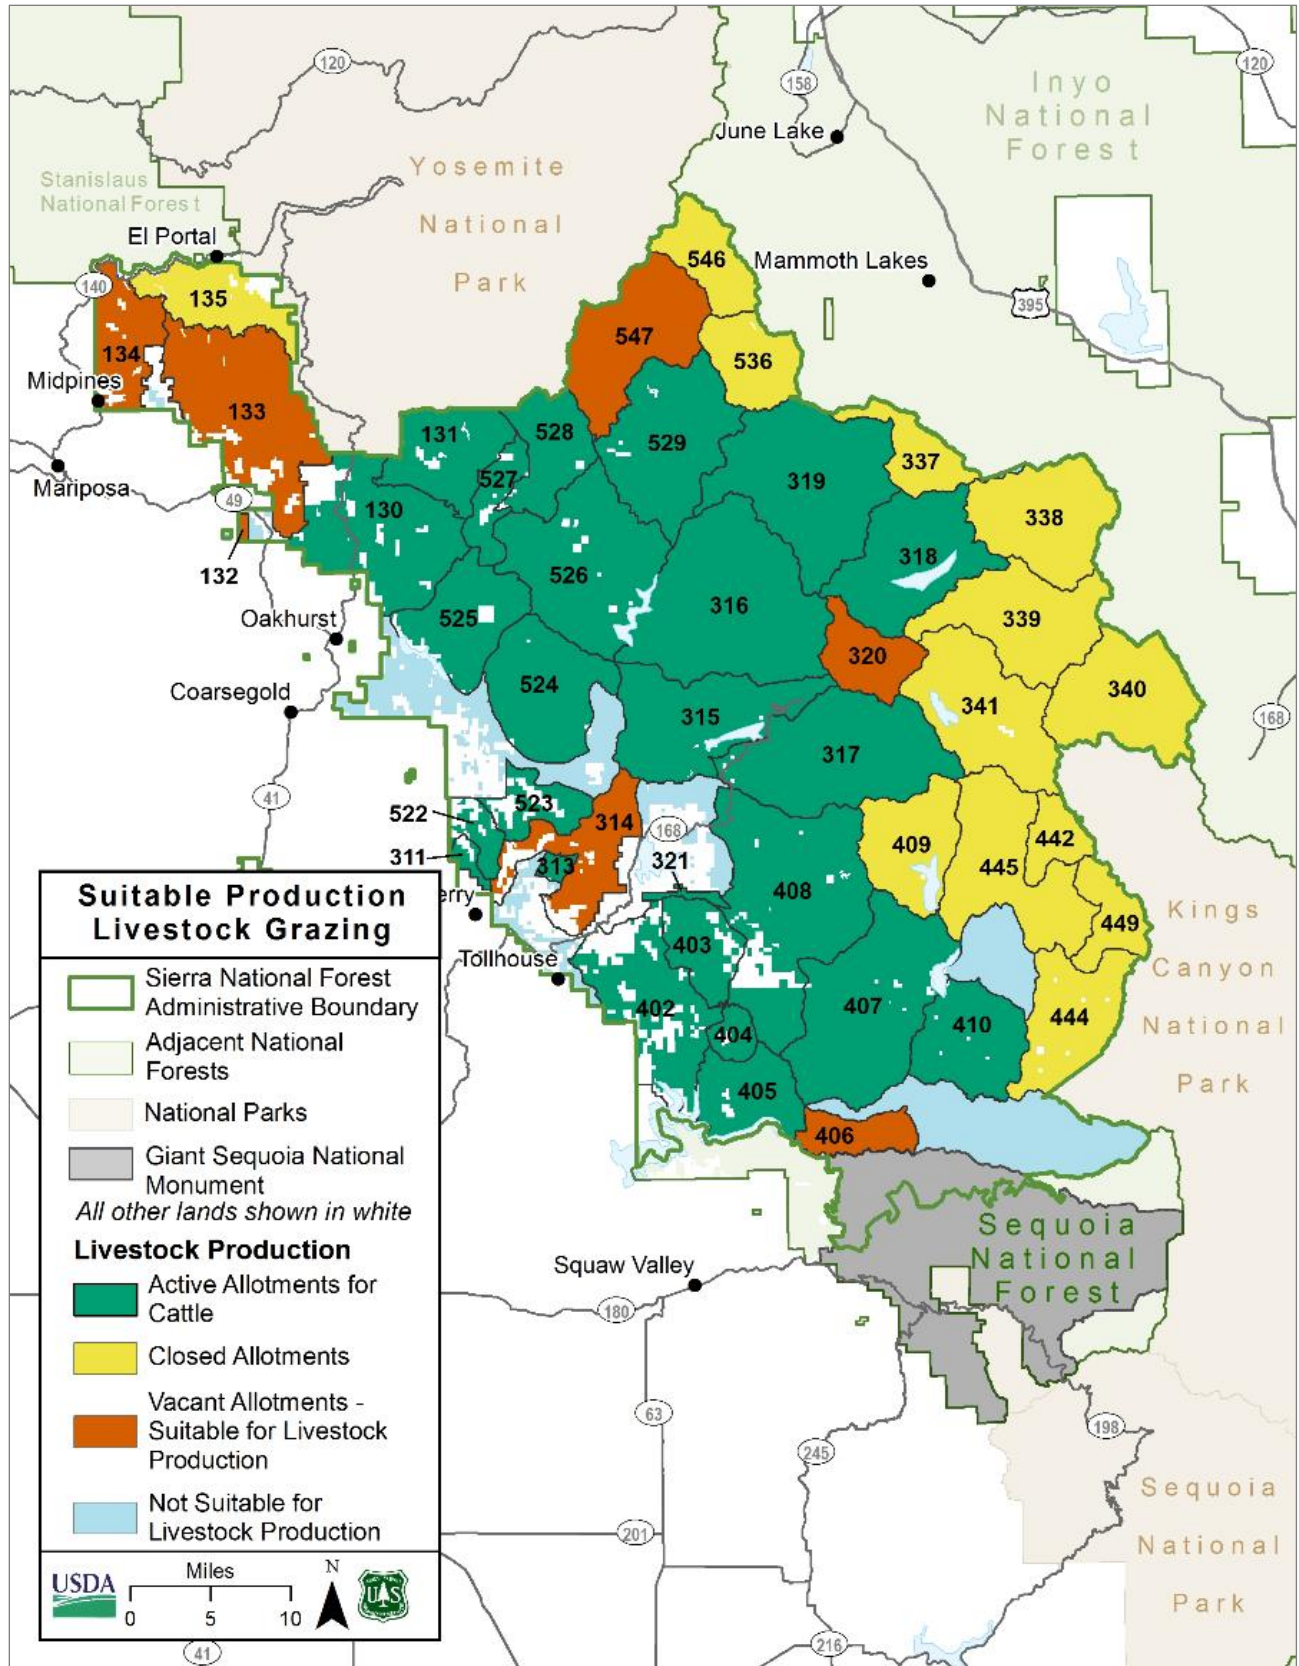 120
158
120
Inyo
National
Forest
June Lake
Yosemite
National
Park
Stanislaus
National Forest
El Portal
546
Mammoth Lakes
140
135
395
547
134
536
Midpines
133
131
528
529
337
Mariposa
527
319
49
130
338
318
132
526
316
525
339
Oakhurst
320
524
340
Coarsegold
341
315
168
317
41
523
522
314
168
442
409
311
313
321
445
408
erry
Kings
449
403
Tollhouse
Canyon
402
407
410
444
National
404
Park
405
406
Sequoia
National
Forest
Squaw Valley
180
63
198
245
Sequoia
201
National
Park
216
41
Suitable Production
Livestock Grazing
Sierra National Forest
Administrative Boundary
Adjacent National
Forests
National Parks
Giant Sequoia National
Monument
All other lands shown in white
Livestock Production
Active Allotments for
Cattle
Closed Allotments
Vacant Allotments -
Suitable for Livestock
Production
Not Suitable for
Livestock Production
USDA
Miles
0 5 10
N
U S